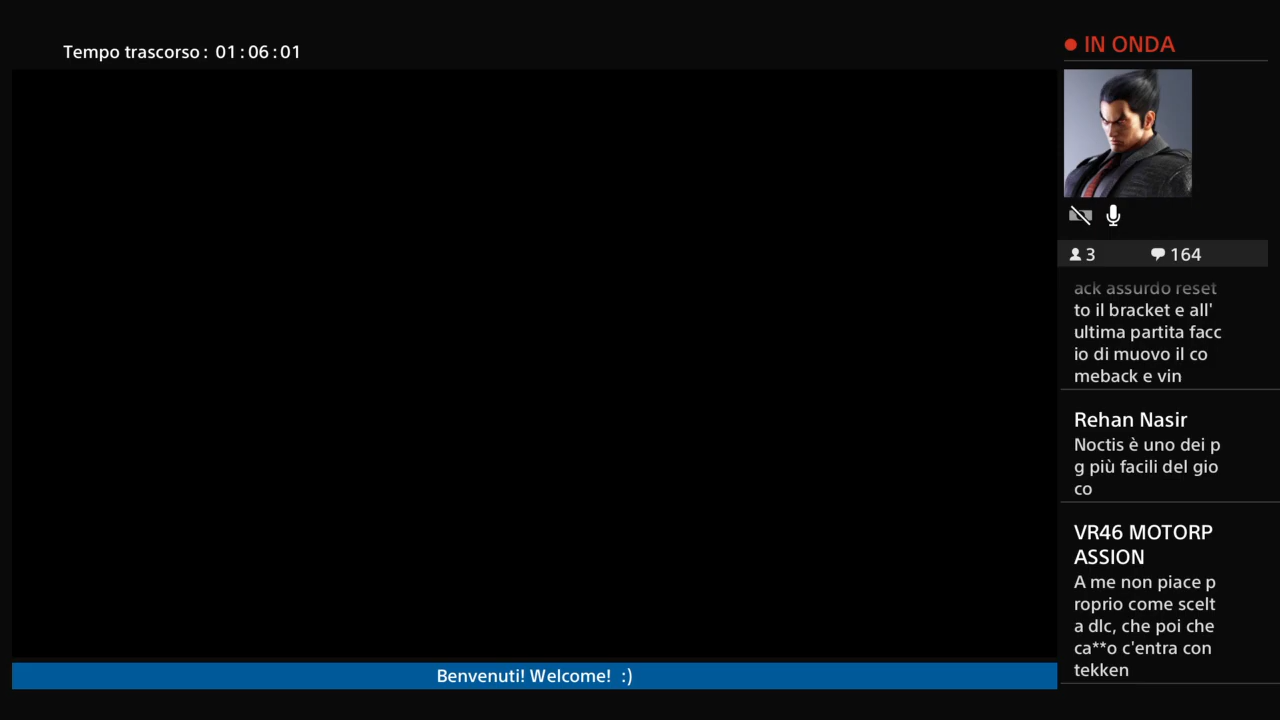 Tempo trascorso : 01 : 06 : 01
IN ONDA
3 164
ack assurdo reset
to il bracket e all'
ultima partita facc
io di muovo il co
meback e vin
Rehan Nasir
Noctis è uno dei p
g più facili del gio
co
VR46 MOTORP
ASSION
A me non piace p
roprio come scelt
a dlc, che poi che
ca**o c'entra con
tekken
Benvenuti! Welcome! :)